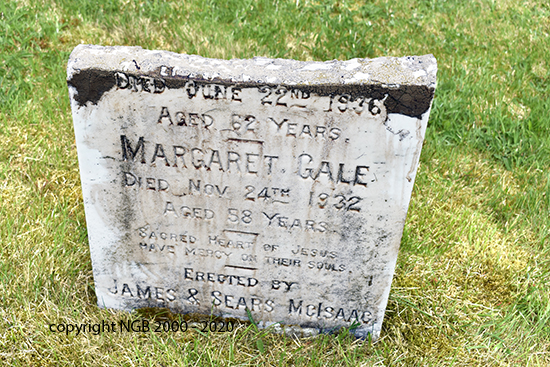 DIED JUNE 22ND 1936
AGED 62 YEARS.
MARGARET GALE
DIED NOV 24TH 1932
AGED 58 YEARS.
SACRED HEART OF JESUS
HAVE MERCY ON THEIR SOULS.
ERECTED BY
JAMES & SEARS MCISAAC
copyright NGB 2000 - 2020